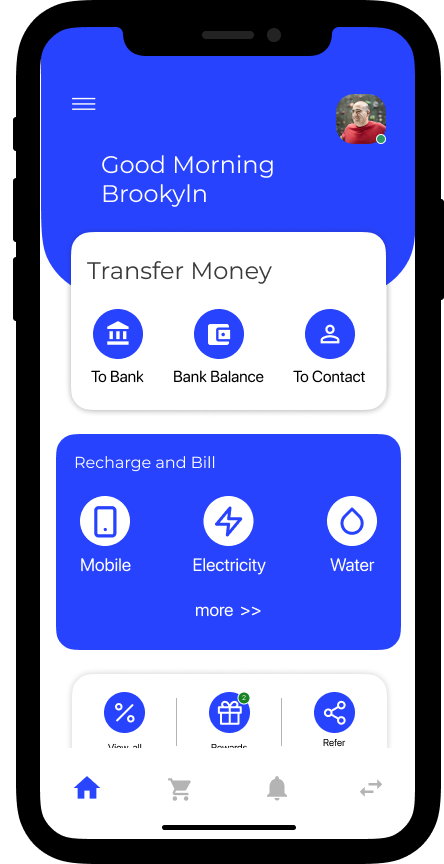 Good Morning
Brookyln
Transfer Money
To Bank
Bank Balance
To Contact
Recharge and Bill
Mobile
Electricity
Water
more >>
2
View all
Rewards
Refer